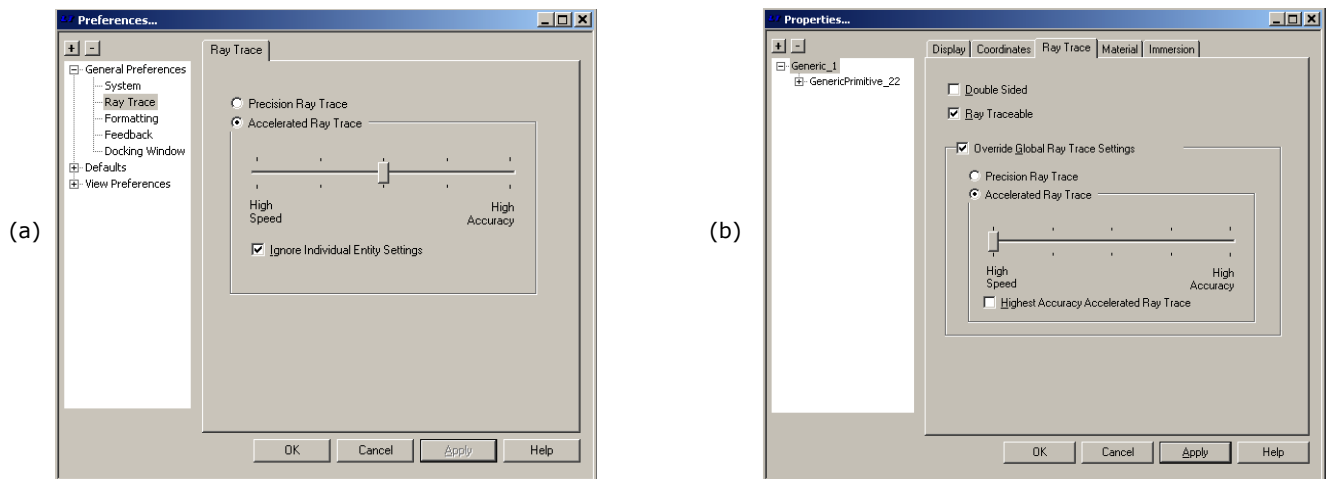 (a)
Preferences...
+ -
General Preferences
System
Ray Trace
Formatting
Feedback
Docking Window
Defaults
View Preferences
Ray Trace
Precision Ray Trace
Accelerated Ray Trace
High
Speed
High
Accuracy
Ignore Individual Entity Settings
OK Cancel Apply Help
(b)
Properties...
+ -
Generic_1
GenericPrimitive_22
Display Coordinates Ray Trace Material Immersion
Double Sided
Ray Traceable
Override Global Ray Trace Settings
Precision Ray Trace
Accelerated Ray Trace
High
Speed
High
Accuracy
Highest Accuracy Accelerated Ray Trace
OK Cancel Apply Help